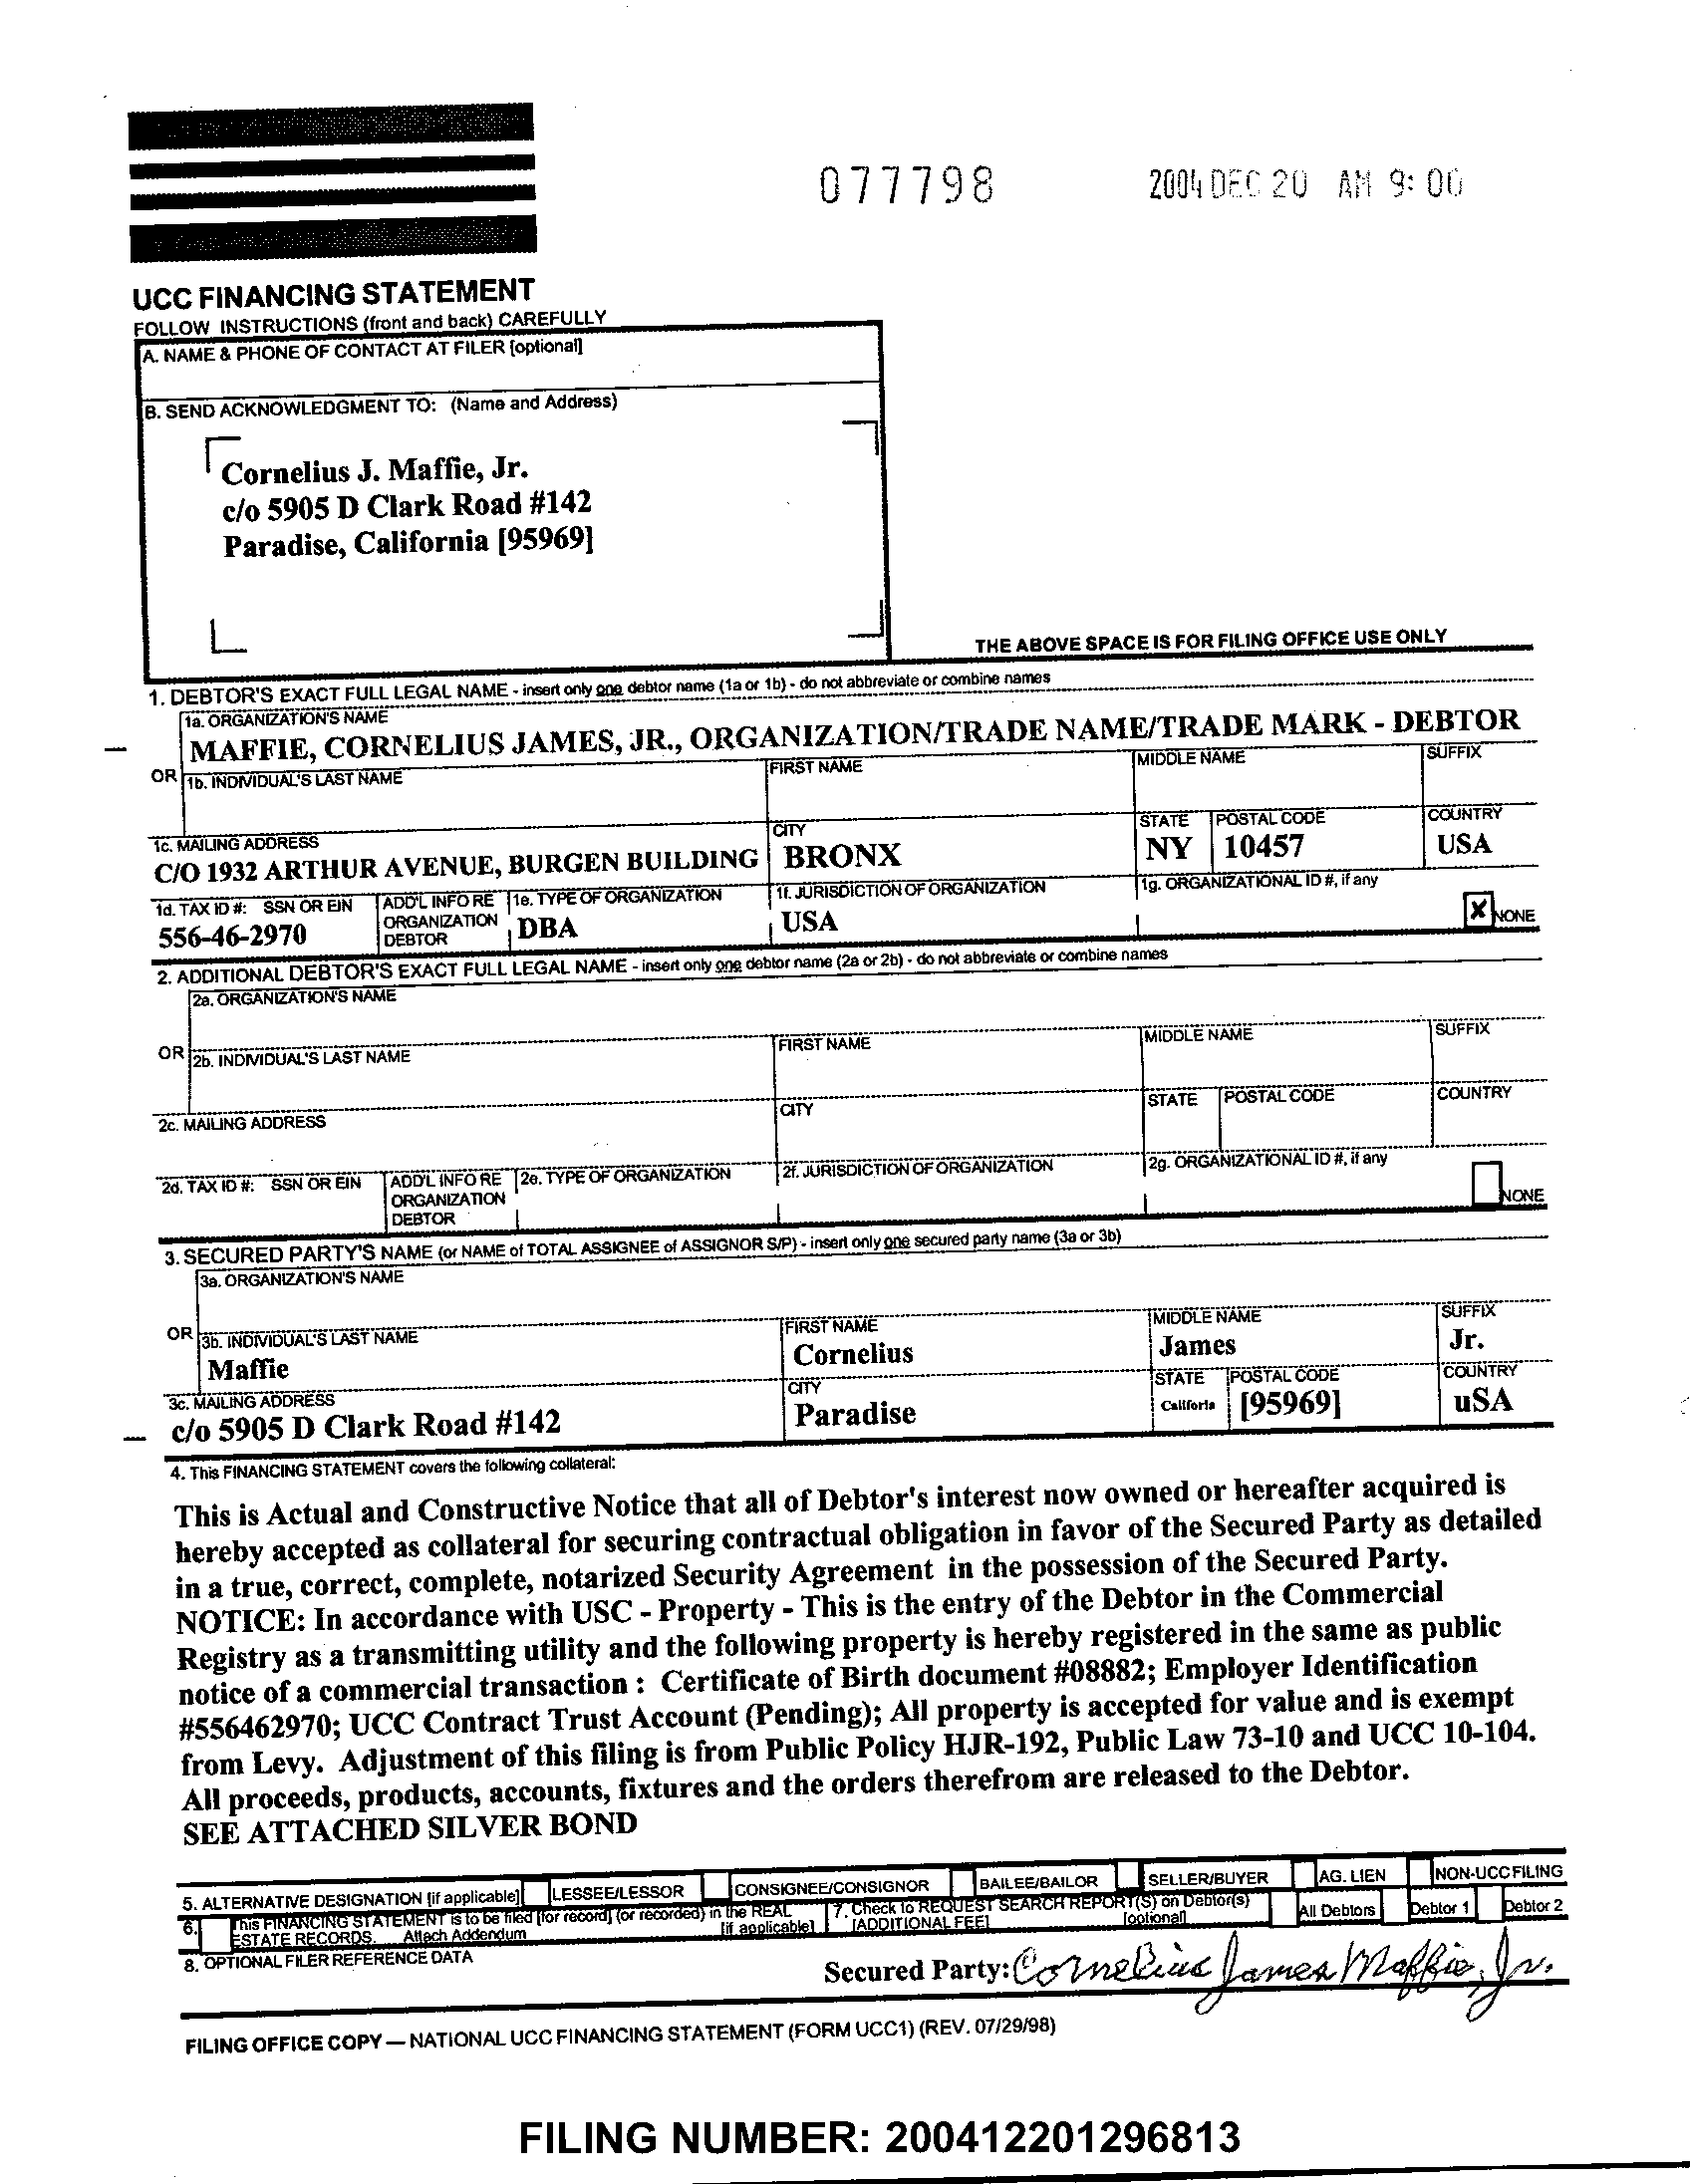 077798
2004 DEC 20 AM 9:00
UCC FINANCING STATEMENT
FOLLOW INSTRUCTIONS (front and back) CAREFULLY
A. NAME & PHONE OF CONTACT AT FILER [optional]
B. SEND ACKNOWLEDGMENT TO: (Name and Address)
Cornelius J. Maffie, Jr.
c/o 5905 D Clark Road #142
Paradise, California [95969]
THE ABOVE SPACE IS FOR FILING OFFICE USE ONLY
1. DEBTOR'S EXACT FULL LEGAL NAME - insert only one debtor name (1a or 1b) - do not abbreviate or combine names
1a. ORGANIZATION'S NAME
MAFFIE, CORNELIUS JAMES, JR., ORGANIZATION/TRADE NAME/TRADE MARK - DEBTOR
OR 1b. INDIVIDUAL'S LAST NAME FIRST NAME MIDDLE NAME SUFFIX
1c. MAILING ADDRESS CITY STATE POSTAL CODE COUNTRY
C/O 1932 ARTHUR AVENUE, BURGEN BUILDING BRONX NY 10457 USA
1d. TAX ID #: SSN OR EIN ADD'L INFO RE ORGANIZATION DEBTOR 1e. TYPE OF ORGANIZATION 1f. JURISDICTION OF ORGANIZATION 1g. ORGANIZATIONAL ID #, if any
556-46-2970 DBA USA X NONE
2. ADDITIONAL DEBTOR'S EXACT FULL LEGAL NAME - insert only one debtor name (2a or 2b) - do not abbreviate or combine names
2a. ORGANIZATION'S NAME
OR 2b. INDIVIDUAL'S LAST NAME FIRST NAME MIDDLE NAME SUFFIX
2c. MAILING ADDRESS CITY STATE POSTAL CODE COUNTRY
2d. TAX ID #: SSN OR EIN ADD'L INFO RE ORGANIZATION DEBTOR 2e. TYPE OF ORGANIZATION 2f. JURISDICTION OF ORGANIZATION 2g. ORGANIZATIONAL ID #, if any
NONE
3. SECURED PARTY'S NAME (or NAME of TOTAL ASSIGNEE of ASSIGNOR S/P) - insert only one secured party name (3a or 3b)
3a. ORGANIZATION'S NAME
OR 3b. INDIVIDUAL'S LAST NAME FIRST NAME MIDDLE NAME SUFFIX
Maffie Cornelius James Jr.
3c. MAILING ADDRESS CITY STATE POSTAL CODE COUNTRY
c/o 5905 D Clark Road #142 Paradise Califoria [95969] uSA
4. This FINANCING STATEMENT covers the following collateral:
This is Actual and Constructive Notice that all of Debtor's interest now owned or hereafter acquired is
hereby accepted as collateral for securing contractual obligation in favor of the Secured Party as detailed
in a true, correct, complete, notarized Security Agreement in the possession of the Secured Party.
NOTICE: In accordance with USC - Property - This is the entry of the Debtor in the Commercial
Registry as a transmitting utility and the following property is hereby registered in the same as public
notice of a commercial transaction : Certificate of Birth document #08882; Employer Identification
#556462970; UCC Contract Trust Account (Pending); All property is accepted for value and is exempt
from Levy. Adjustment of this filing is from Public Policy HJR-192, Public Law 73-10 and UCC 10-104.
All proceeds, products, accounts, fixtures and the orders therefrom are released to the Debtor.
SEE ATTACHED SILVER BOND
5. ALTERNATIVE DESIGNATION [if applicable] LESSEE/LESSOR CONSIGNEE/CONSIGNOR BAILEE/BAILOR SELLER/BUYER AG. LIEN NON-UCC FILING
6. This FINANCING STATEMENT is to be filed [for record] (or recorded) in the REAL ESTATE RECORDS. Attach Addendum [if applicable] 7. Check to REQUEST SEARCH REPORT(S) on Debtor(s) [ADDITIONAL FEE] [optional] All Debtors Debtor 1 Debtor 2
8. OPTIONAL FILER REFERENCE DATA
Secured Party: Cornelius James Maffie, Jr.
FILING OFFICE COPY — NATIONAL UCC FINANCING STATEMENT (FORM UCC1) (REV. 07/29/98)
FILING NUMBER: 200412201296813